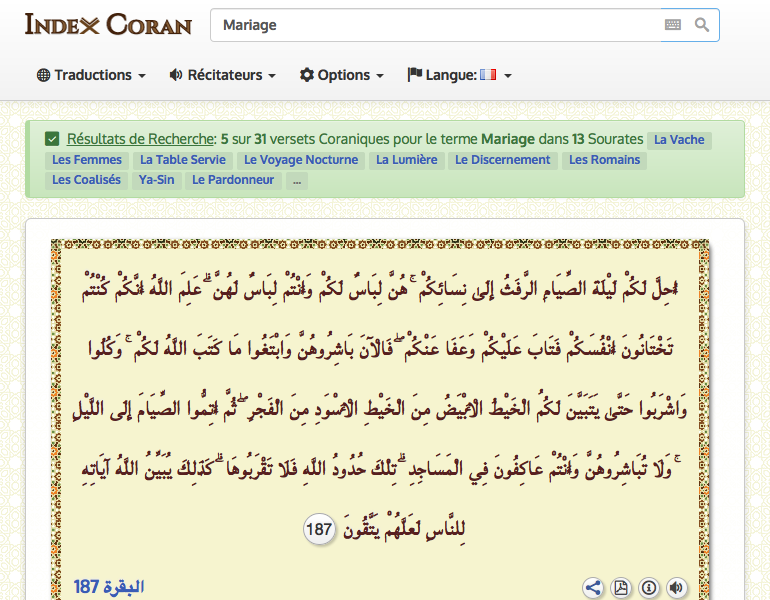 Index Coran
Mariage
Traductions Récitateurs Options Langue:
Résultats de Recherche: 5 sur 31 versets Coraniques pour le terme Mariage dans 13 Sourates La Vache
Les Femmes La Table Servie Le Voyage Nocturne La Lumière Le Discernement Les Romains
Les Coalisés Ya-Sin Le Pardonneur ...
أُحِلَّ لَكُمْ لَيْلَةَ الصِّيَامِ الرَّفَثُ إِلَىٰ نِسَائِكُمْ ۚ هُنَّ لِبَاسٌ لَكُمْ وَأَنْتُمْ لِبَاسٌ لَهُنَّ ۗ عَلِمَ اللَّهُ أَنَّكُمْ كُنْتُمْ
تَخْتَانُونَ أَنْفُسَكُمْ فَتَابَ عَلَيْكُمْ وَعَفَا عَنْكُمْ ۖ فَالْآنَ بَاشِرُوهُنَّ وَابْتَغُوا مَا كَتَبَ اللَّهُ لَكُمْ ۚ وَكُلُوا
وَاشْرَبُوا حَتَّىٰ يَتَبَيَّنَ لَكُمُ الْخَيْطُ الْأَبْيَضُ مِنَ الْخَيْطِ الْأَسْوَدِ مِنَ الْفَجْرِ ۖ ثُمَّ أَتِمُّوا الصِّيَامَ إِلَى اللَّيْلِ
ۚ وَلَا تُبَاشِرُوهُنَّ وَأَنْتُمْ عَاكِفُونَ فِي الْمَسَاجِدِ ۗ تِلْكَ حُدُودُ اللَّهِ فَلَا تَقْرَبُوهَا ۗ كَذَٰلِكَ يُبَيِّنُ اللَّهُ آيَاتِهِ
لِلنَّاسِ لَعَلَّهُمْ يَتَّقُونَ 187
البقرة 187